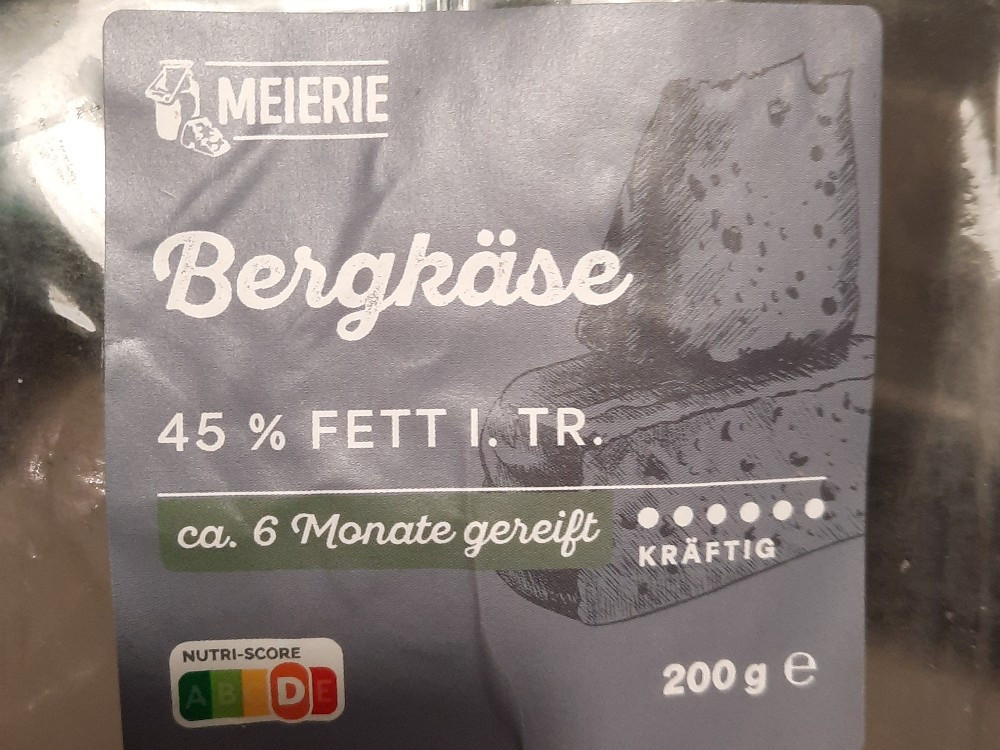 MEIERIE
Bergkäse
45 % FETT I. TR.
ca. 6 Monate gereift
KRÄFTIG
NUTRI-SCORE
A B C D E
200 g e